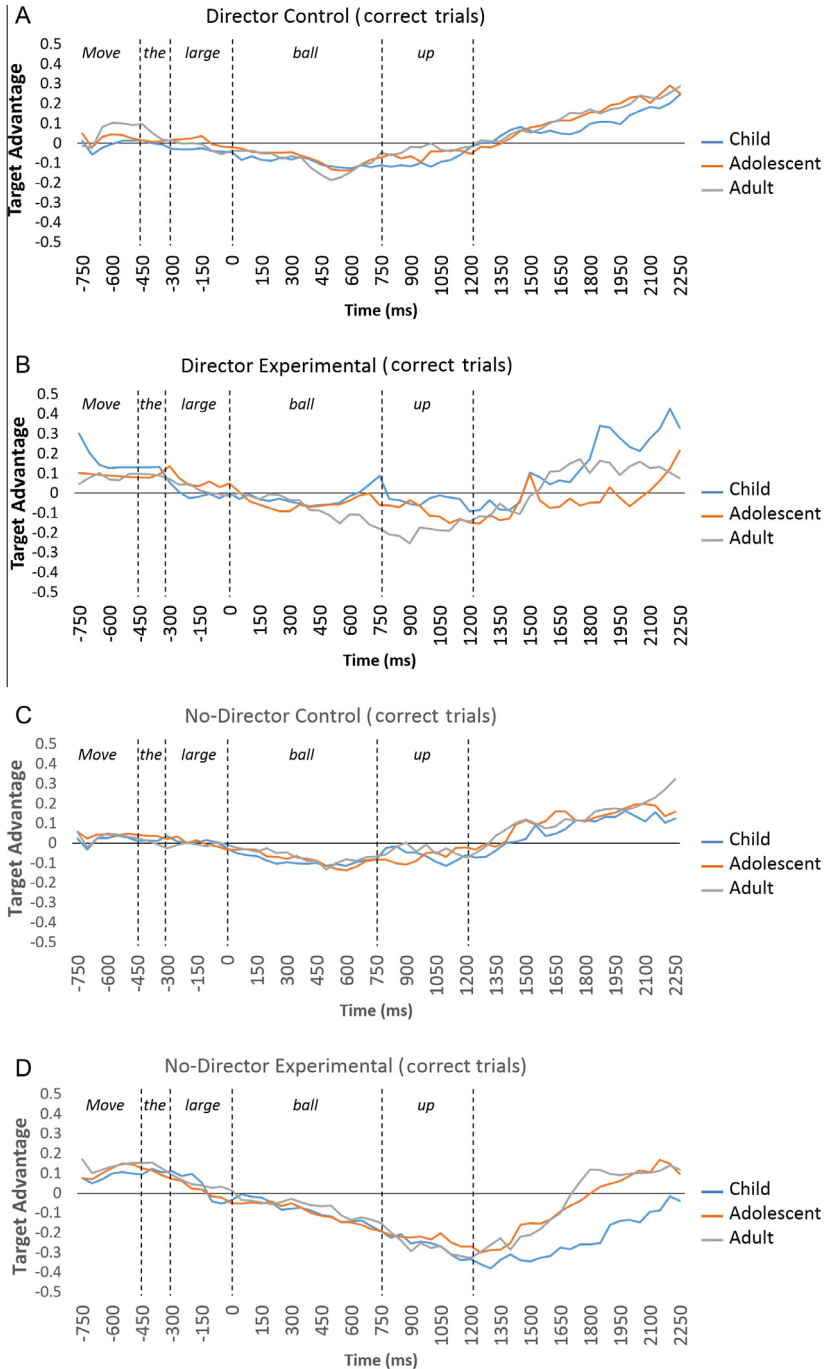 A
Director Control (correct trials)
Move the large ball up
Target Advantage
0.5
0.4
0.3
0.2
0.1
0
-0.1
-0.2
-0.3
-0.4
-0.5
-750 -600 -450 -300 -150 0 150 300 450 600 750 900 1050 1200 1350 1500 1650 1800 1950 2100 2250
Time (ms)
Child
Adolescent
Adult
B
Director Experimental (correct trials)
Move the large ball up
Target Advantage
0.5
0.4
0.3
0.2
0.1
0
-0.1
-0.2
-0.3
-0.4
-0.5
-750 -600 -450 -300 -150 0 150 300 450 600 750 900 1050 1200 1350 1500 1650 1800 1950 2100 2250
Time (ms)
Child
Adolescent
Adult
C
No-Director Control (correct trials)
Move the large ball up
Target Advantage
0.5
0.4
0.3
0.2
0.1
0
-0.1
-0.2
-0.3
-0.4
-0.5
-750 -600 -450 -300 -150 0 150 300 450 600 750 900 1050 1200 1350 1500 1650 1800 1950 2100 2250
Time (ms)
Child
Adolescent
Adult
D
No-Director Experimental (correct trials)
Move the large ball up
Target Advantage
0.5
0.4
0.3
0.2
0.1
0
-0.1
-0.2
-0.3
-0.4
-0.5
-750 -600 -450 -300 -150 0 150 300 450 600 750 900 1050 1200 1350 1500 1650 1800 1950 2100 2250
Time (ms)
Child
Adolescent
Adult